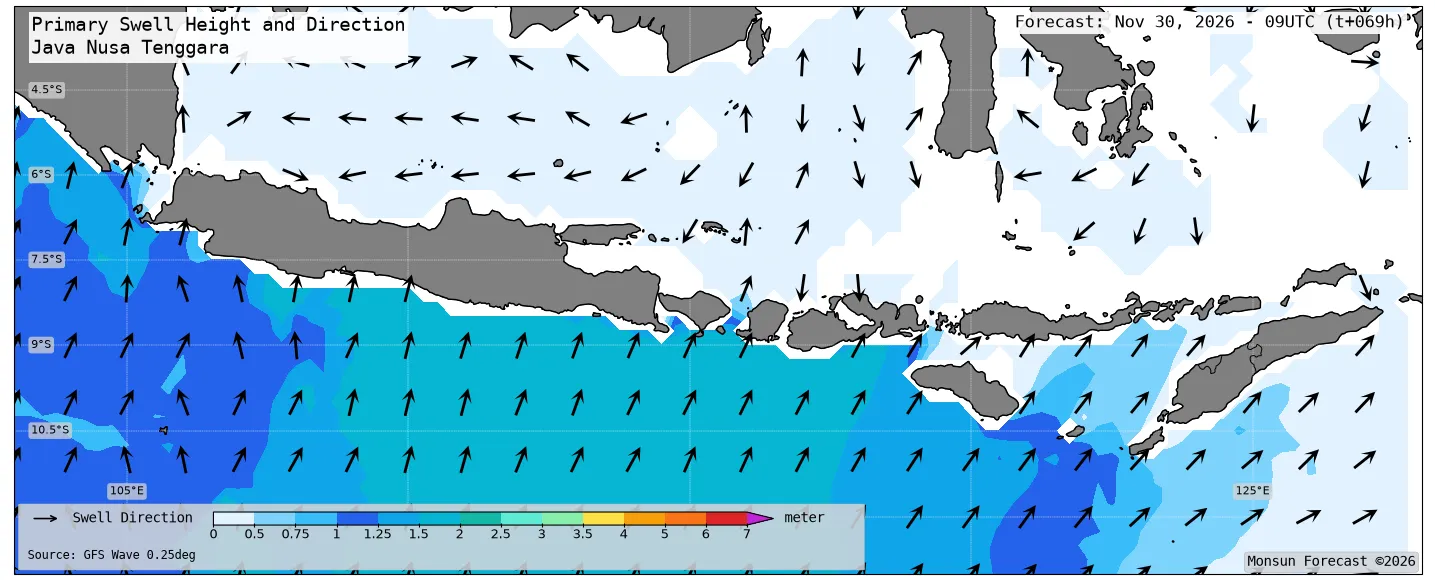 Primary Swell Height and Direction
Java Nusa Tenggara
Forecast: Nov 30, 2026 - 09UTC (t+069h)
4.5°S
6°S
7.5°S
9°S
10.5°S
105°E
125°E
Swell Direction
meter
0 0.5 0.75 1 1.25 1.5 2 2.5 3 3.5 4 5 6 7
Source: GFS Wave 0.25deg
Monsun Forecast ©2026